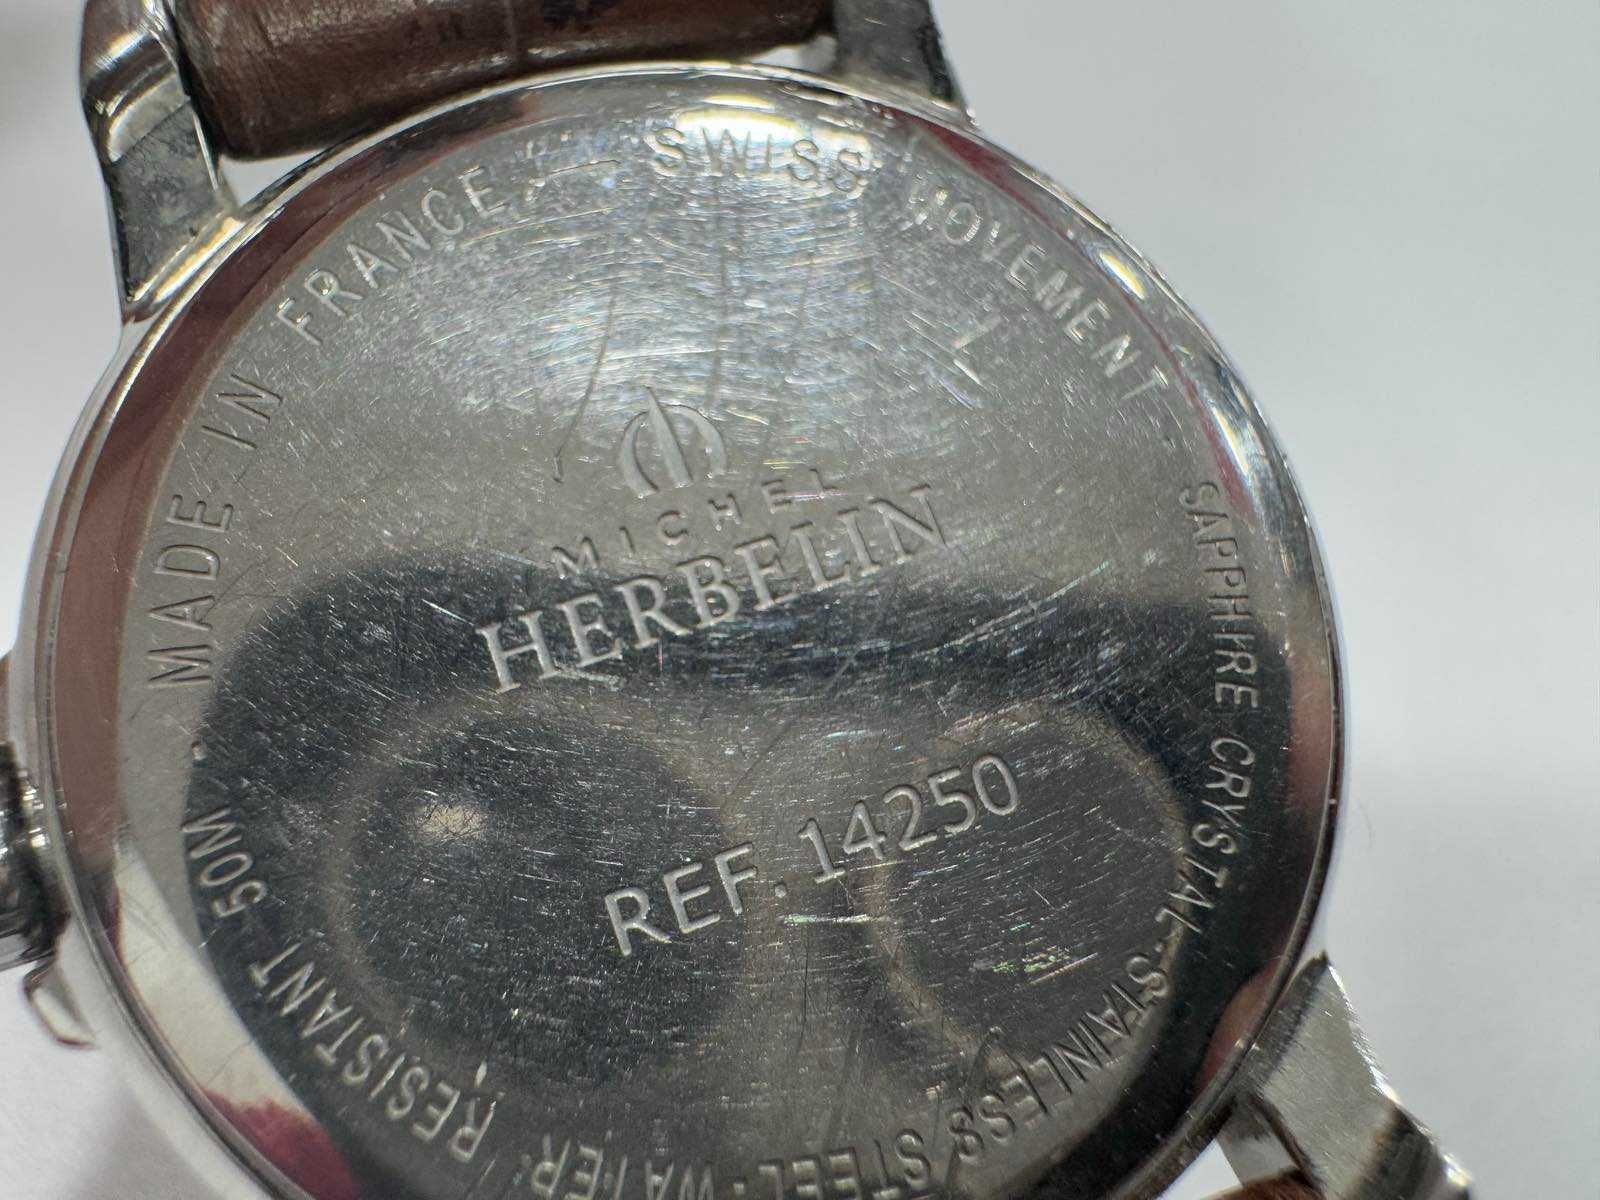 MADE IN FRANCE - SWISS MOVEMENT · SAPPHIRE CRYSTAL · STAINLESS STEEL · WATER RESISTANT 50M ·
MICHEL
HERBELIN
REF. 14250